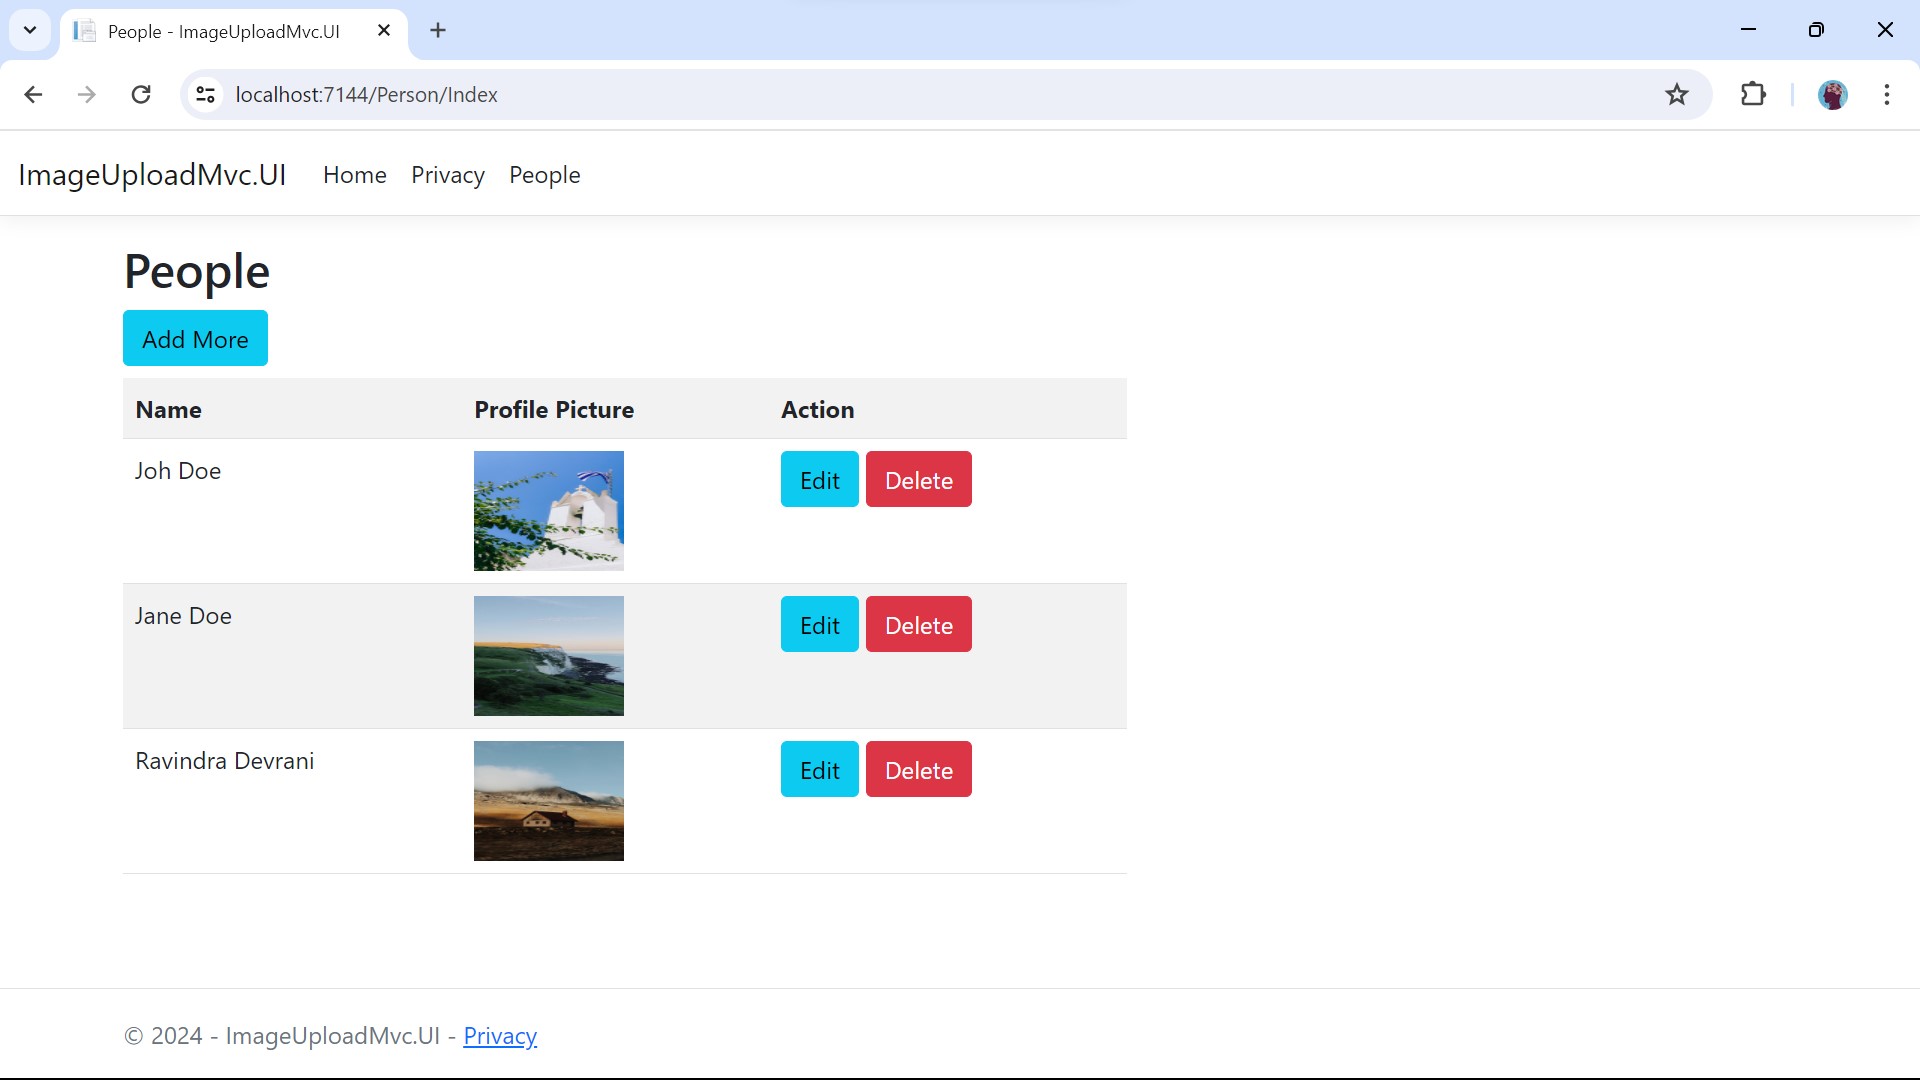 People - ImageUploadMvc.UI
localhost:7144/Person/Index
ImageUploadMvc.UI Home Privacy People
People
Add More
Name Profile Picture Action
Joh Doe Edit Delete
Jane Doe Edit Delete
Ravindra Devrani Edit Delete
© 2024 - ImageUploadMvc.UI - Privacy